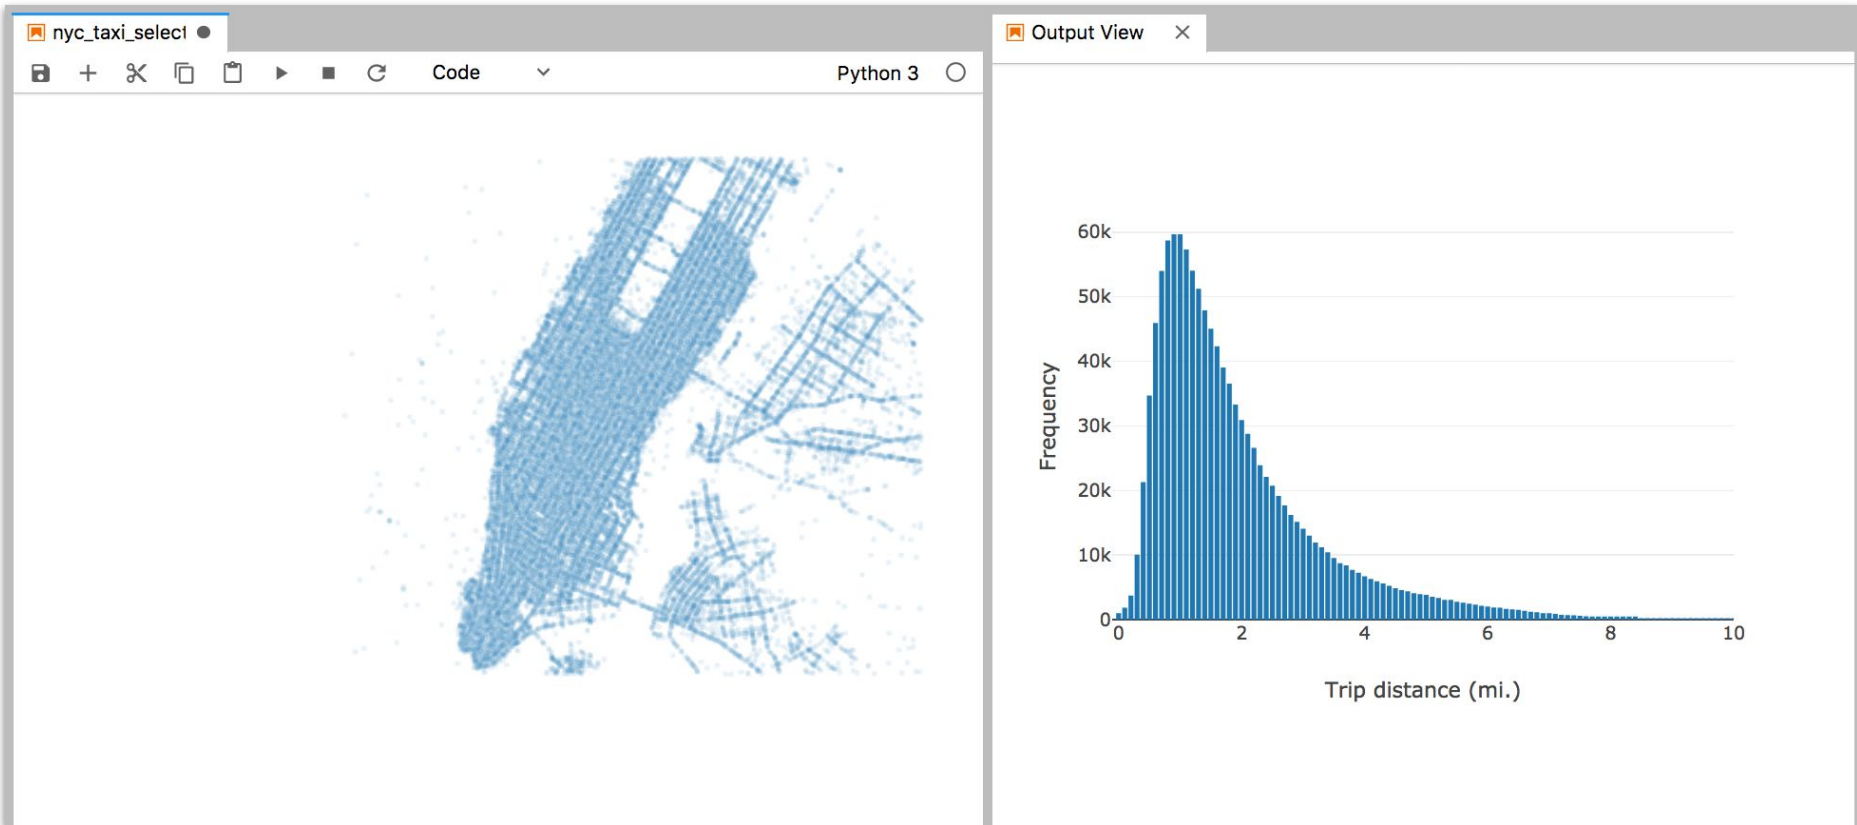 nyc_taxi_select
Output View
Code
Python 3
60k
50k
40k
30k
20k
10k
0
Frequency
0 2 4 6 8 10
Trip distance (mi.)